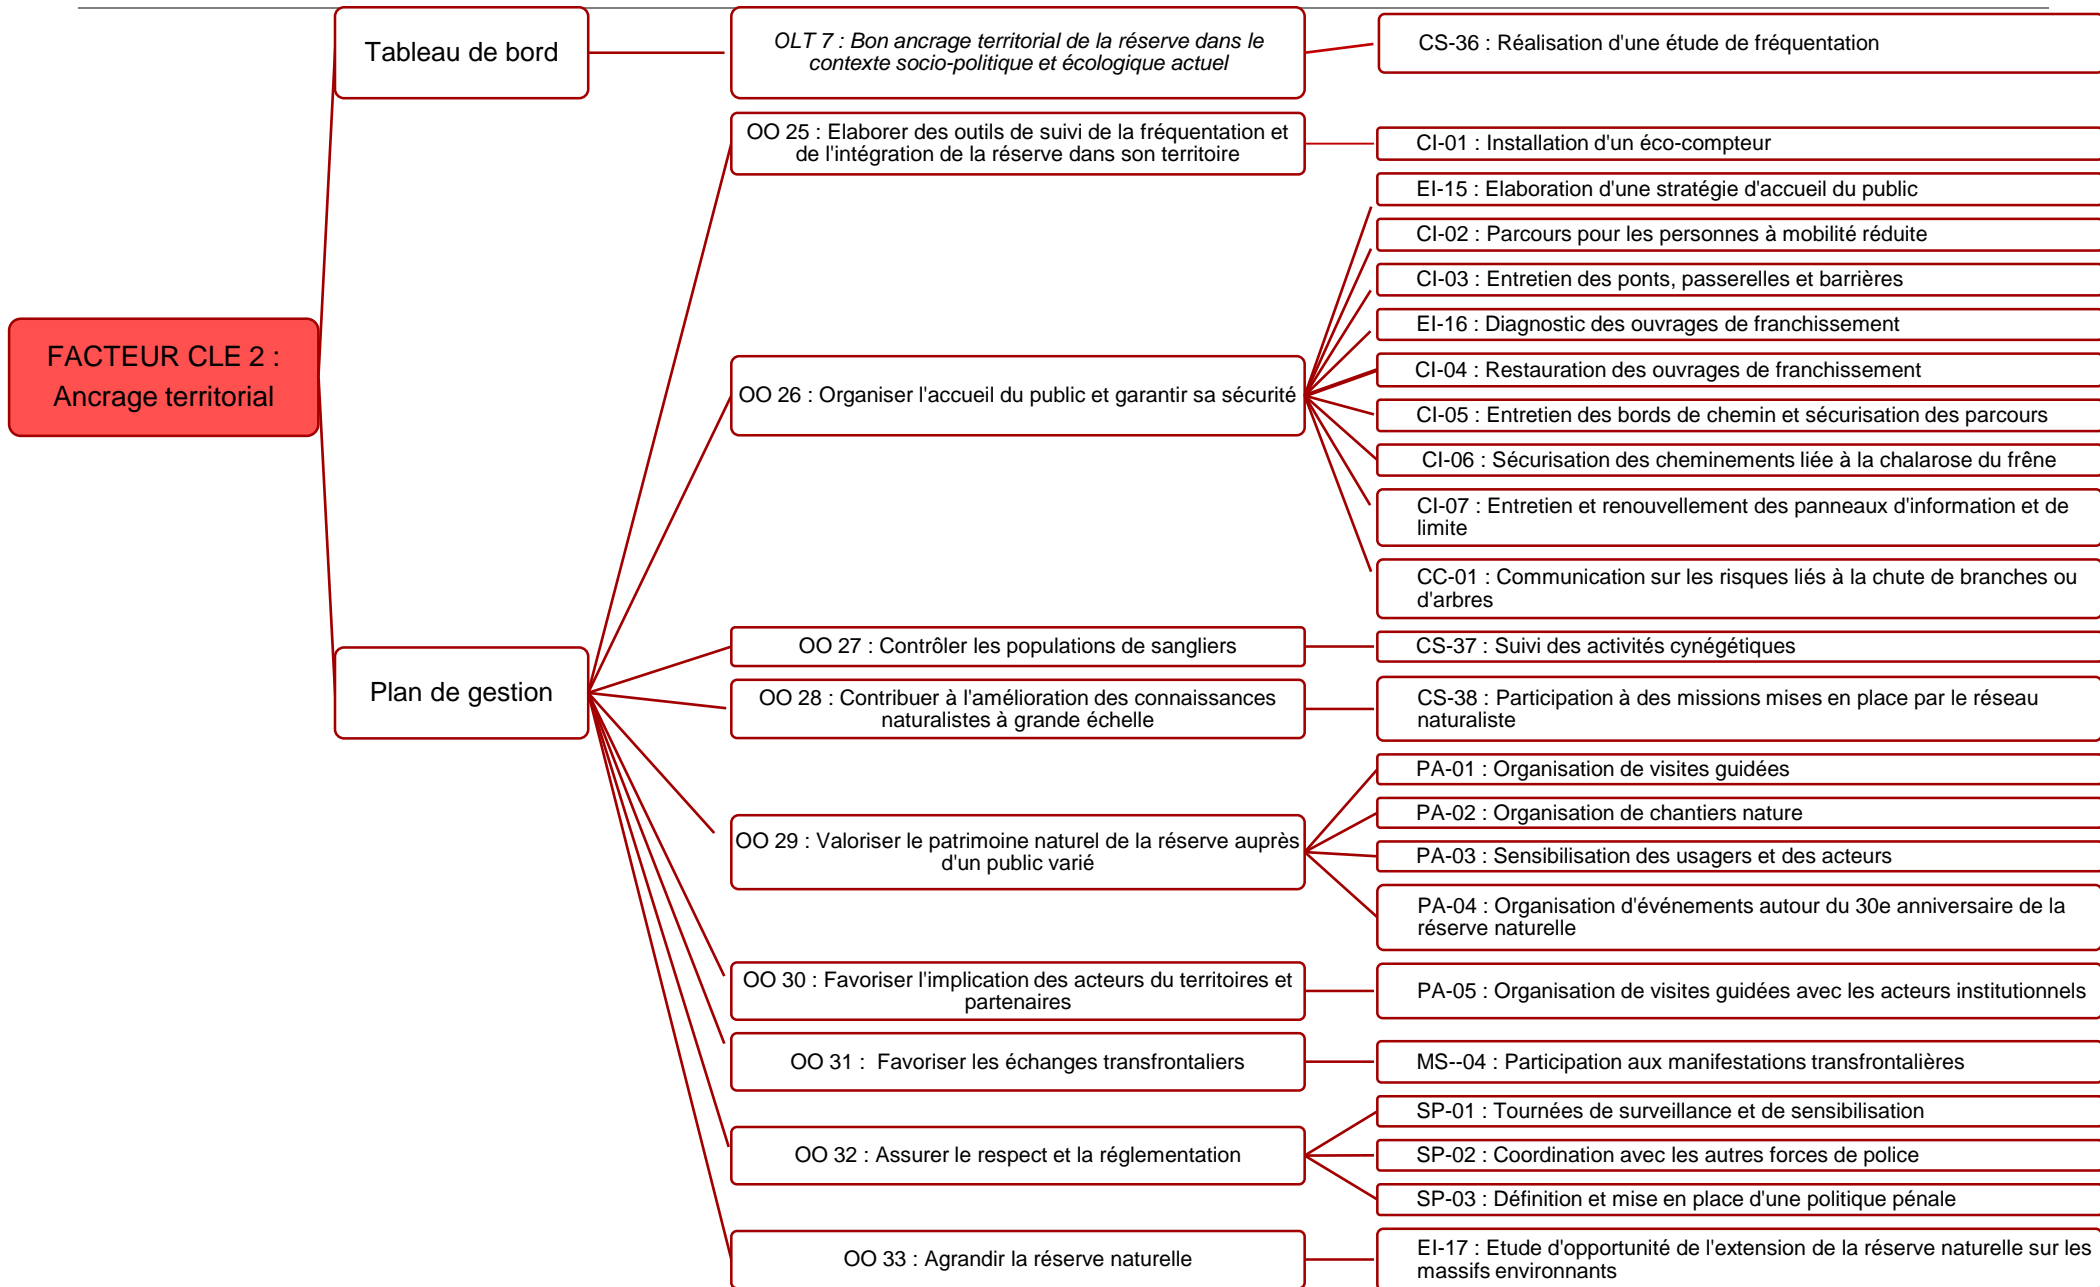 FACTEUR CLE 2 :
Ancrage territorial
Tableau de bord
OLT 7 : Bon ancrage territorial de la réserve dans le
contexte socio-politique et écologique actuel
CS-36 : Réalisation d'une étude de fréquentation
Plan de gestion
OO 25 : Elaborer des outils de suivi de la fréquentation et
de l'intégration de la réserve dans son territoire
CI-01 : Installation d'un éco-compteur
OO 26 : Organiser l'accueil du public et garantir sa sécurité
EI-15 : Elaboration d'une stratégie d'accueil du public
CI-02 : Parcours pour les personnes à mobilité réduite
CI-03 : Entretien des ponts, passerelles et barrières
EI-16 : Diagnostic des ouvrages de franchissement
CI-04 : Restauration des ouvrages de franchissement
CI-05 : Entretien des bords de chemin et sécurisation des parcours
CI-06 : Sécurisation des cheminements liée à la chalarose du frêne
CI-07 : Entretien et renouvellement des panneaux d'information et de
limite
CC-01 : Communication sur les risques liés à la chute de branches ou
d'arbres
OO 27 : Contrôler les populations de sangliers
CS-37 : Suivi des activités cynégétiques
OO 28 : Contribuer à l'amélioration des connaissances
naturalistes à grande échelle
CS-38 : Participation à des missions mises en place par le réseau
naturaliste
OO 29 : Valoriser le patrimoine naturel de la réserve auprès
d'un public varié
PA-01 : Organisation de visites guidées
PA-02 : Organisation de chantiers nature
PA-03 : Sensibilisation des usagers et des acteurs
PA-04 : Organisation d'événements autour du 30e anniversaire de la
réserve naturelle
OO 30 : Favoriser l'implication des acteurs du territoires et
partenaires
PA-05 : Organisation de visites guidées avec les acteurs institutionnels
OO 31 :  Favoriser les échanges transfrontaliers
MS--04 : Participation aux manifestations transfrontalières
OO 32 : Assurer le respect et la réglementation
SP-01 : Tournées de surveillance et de sensibilisation
SP-02 : Coordination avec les autres forces de police
SP-03 : Définition et mise en place d'une politique pénale
OO 33 : Agrandir la réserve naturelle
EI-17 : Etude d'opportunité de l'extension de la réserve naturelle sur les
massifs environnants